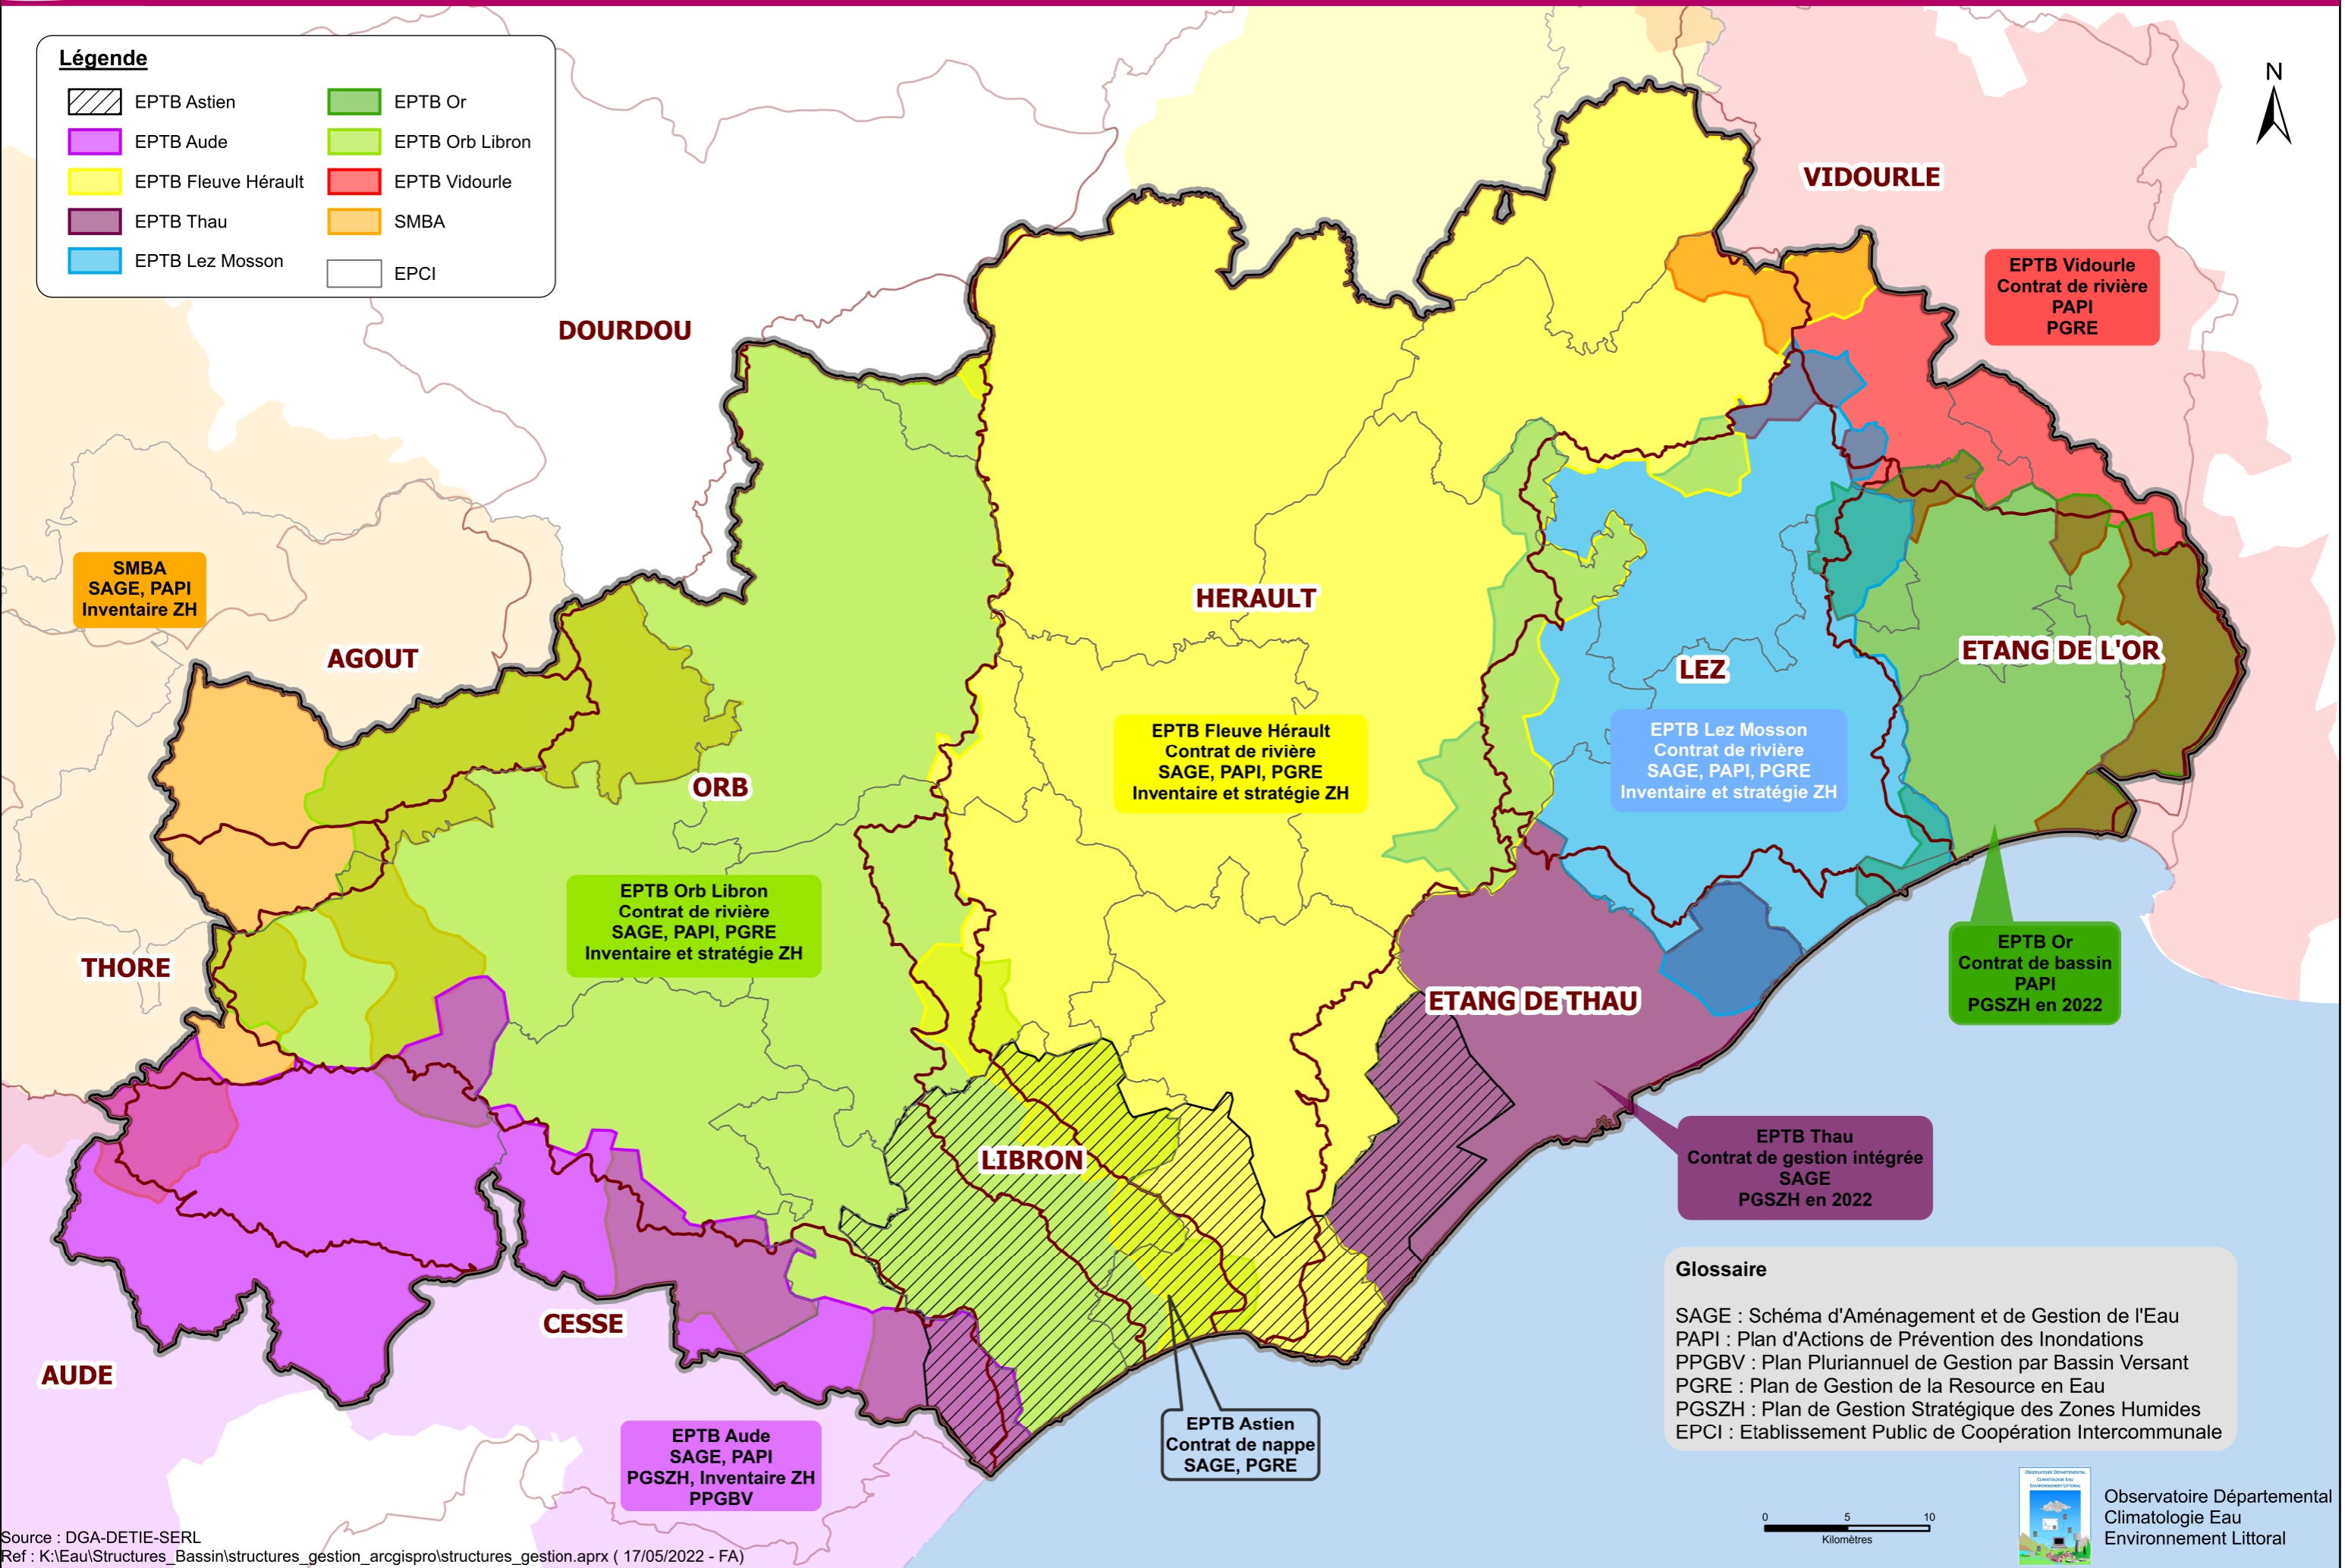 Légende
EPTB Astien
EPTB Aude
EPTB Fleuve Hérault
EPTB Thau
EPTB Lez Mosson
EPTB Or
EPTB Orb Libron
EPTB Vidourle
SMBA
EPCI
N
VIDOURLE
EPTB Vidourle
Contrat de rivière
PAPI
PGRE
DOURDOU
SMBA
SAGE, PAPI
Inventaire ZH
AGOUT
HERAULT
LEZ
ETANG DE L'OR
EPTB Fleuve Hérault
Contrat de rivière
SAGE, PAPI, PGRE
Inventaire et stratégie ZH
EPTB Lez Mosson
Contrat de rivière
SAGE, PAPI, PGRE
Inventaire et stratégie ZH
ORB
EPTB Orb Libron
Contrat de rivière
SAGE, PAPI, PGRE
Inventaire et stratégie ZH
THORE
ETANG DE THAU
EPTB Or
Contrat de bassin
PAPI
PGSZH en 2022
LIBRON
EPTB Thau
Contrat de gestion intégrée
SAGE
PGSZH en 2022
CESSE
AUDE
EPTB Aude
SAGE, PAPI
PGSZH, Inventaire ZH
PPGBV
EPTB Astien
Contrat de nappe
SAGE, PGRE
Glossaire
SAGE : Schéma d'Aménagement et de Gestion de l'Eau
PAPI : Plan d'Actions de Prévention des Inondations
PPGBV : Plan Pluriannuel de Gestion par Bassin Versant
PGRE : Plan de Gestion de la Resource en Eau
PGSZH : Plan de Gestion Stratégique des Zones Humides
EPCI : Etablissement Public de Coopération Intercommunale
0 5 10
Kilomètres
OBSERVATOIRE DÉPARTEMENTAL
CLIMATOLOGIE EAU
ENVIRONNEMENT LITTORAL
Observatoire Départemental
Climatologie Eau
Environnement Littoral
Source : DGA-DETIE-SERL
Ref : K:\Eau\Structures_Bassin\structures_gestion_arcgispro\structures_gestion.aprx ( 17/05/2022 - FA)